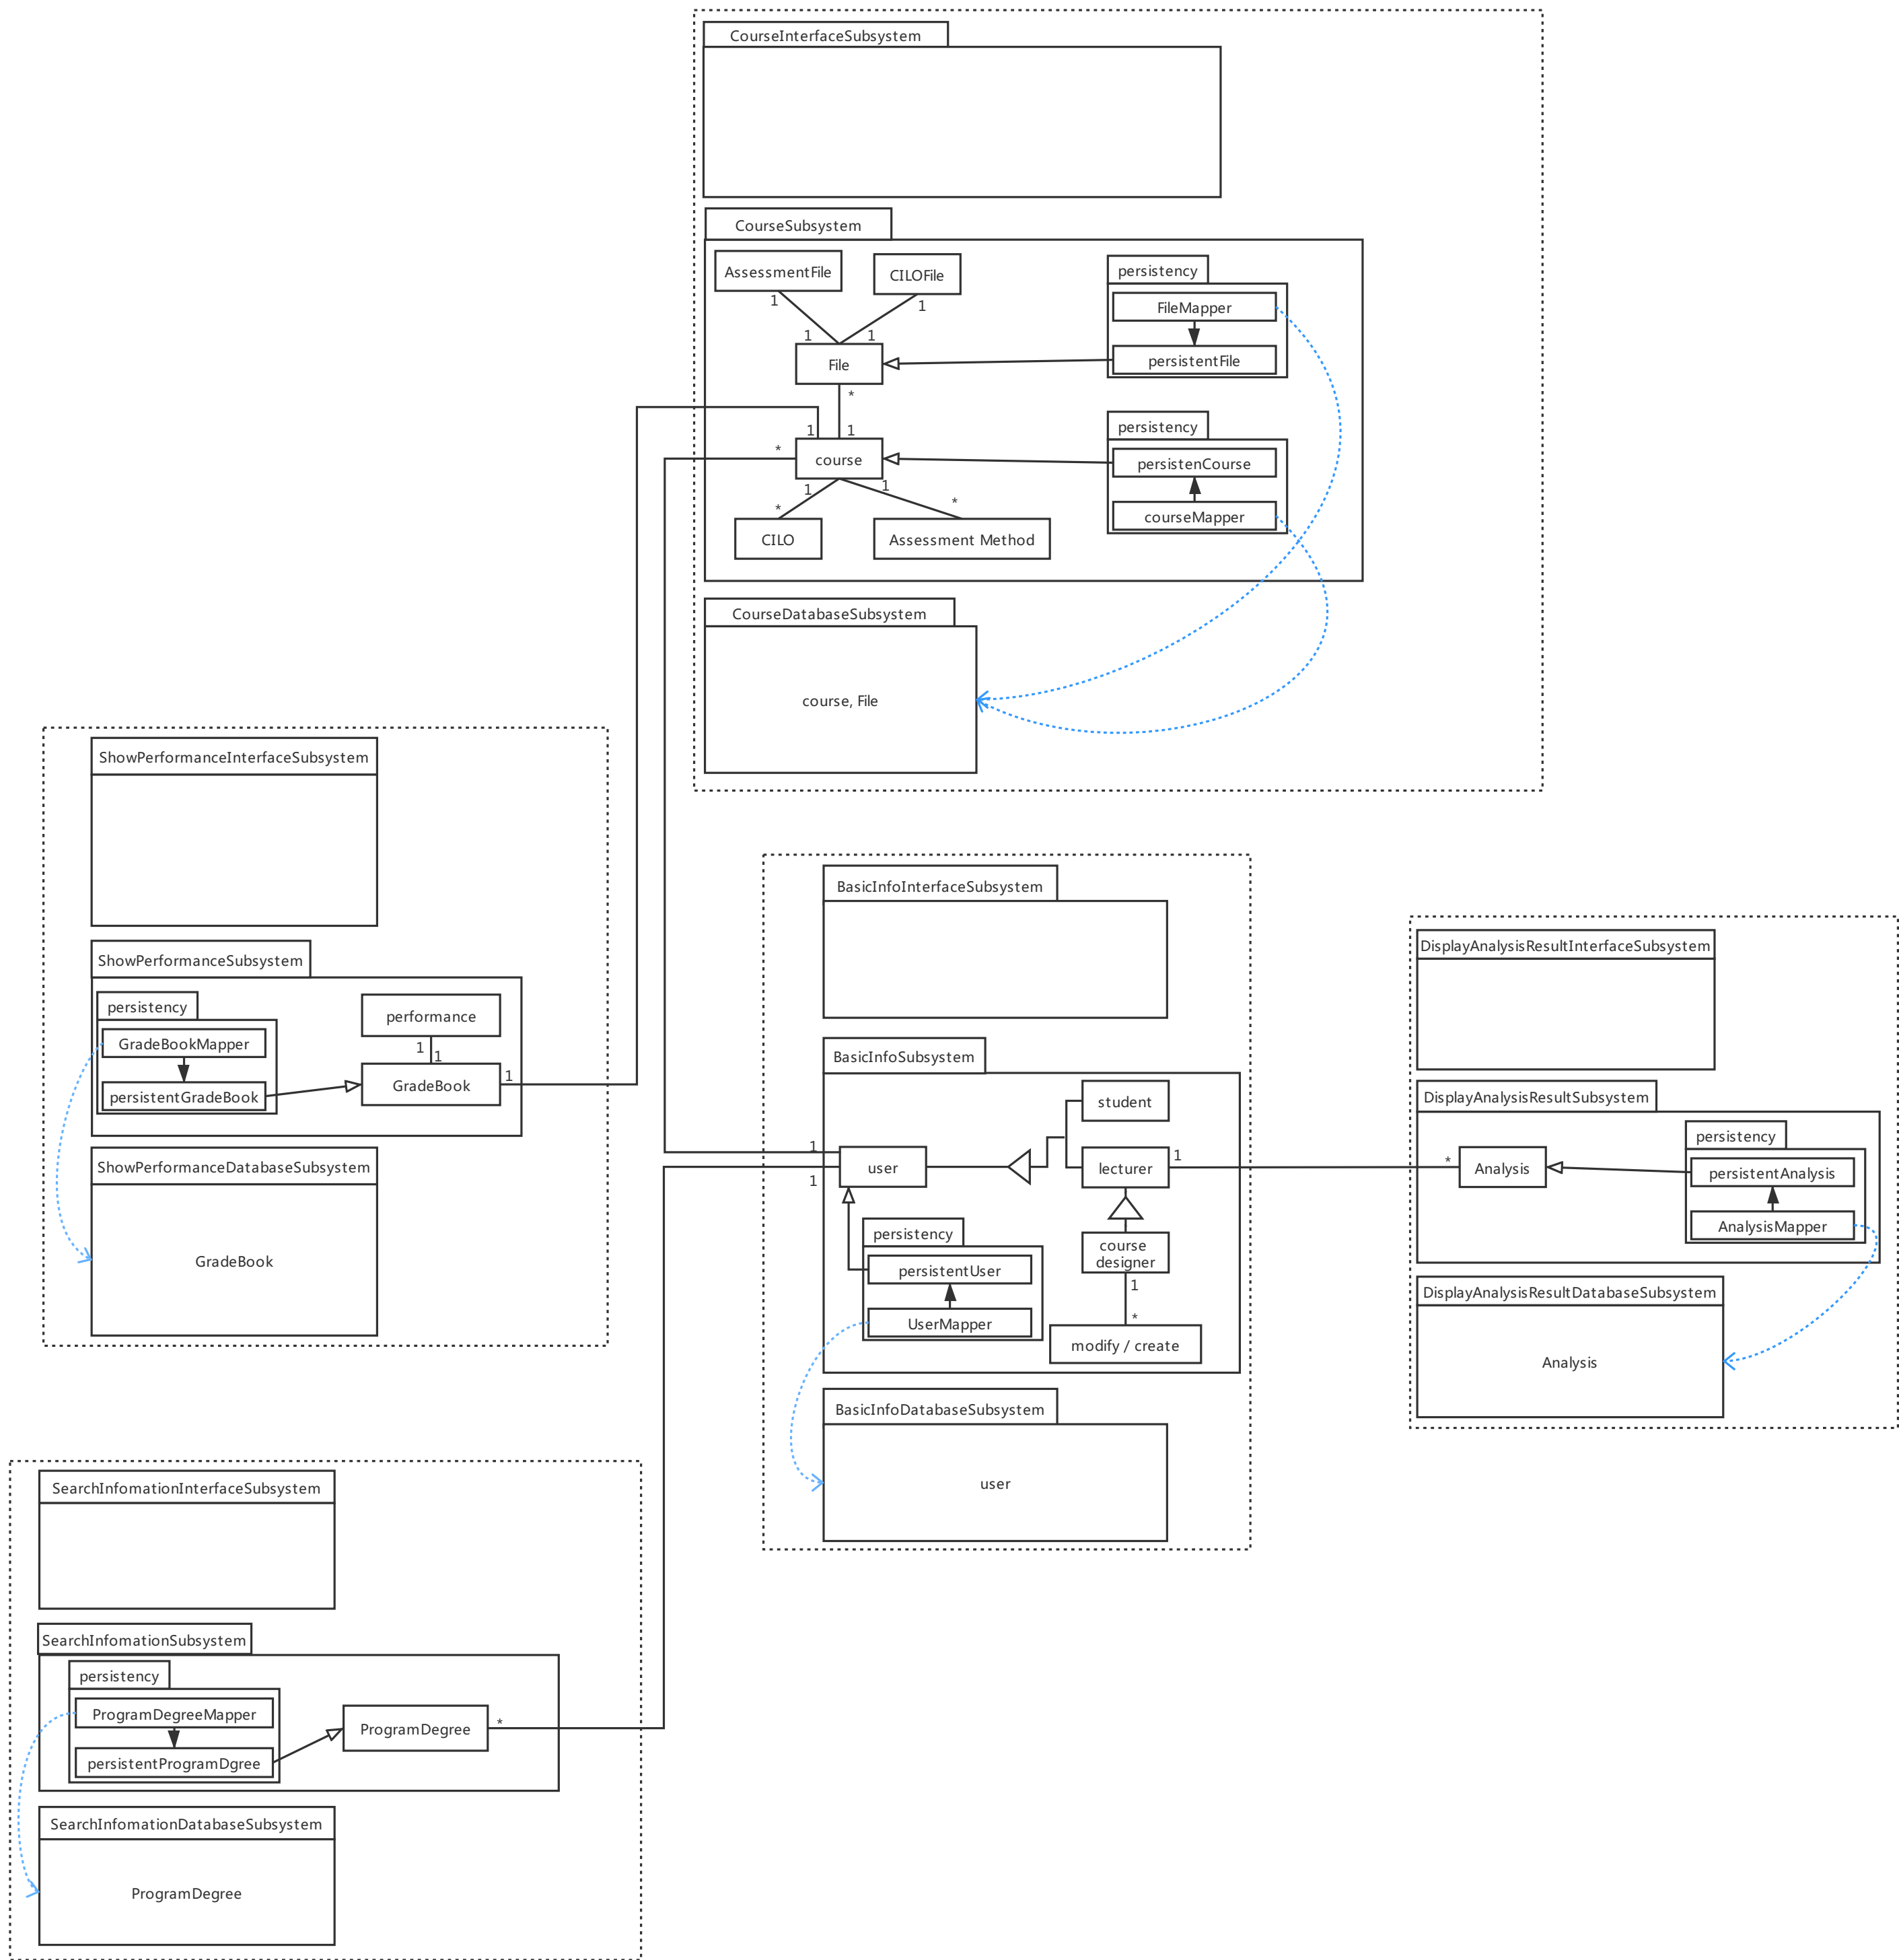 CourseInterfaceSubsystem
CourseSubsystem
AssessmentFile
CILOFile
persistency
FileMapper
persistentFile
1
1
1
1
File
*
1
1
*
course
persistency
persistenCourse
courseMapper
1
1
*
*
CILO
Assessment Method
CourseDatabaseSubsystem
course, File
ShowPerformanceInterfaceSubsystem
ShowPerformanceSubsystem
persistency
GradeBookMapper
persistentGradeBook
performance
1
1
GradeBook
1
ShowPerformanceDatabaseSubsystem
GradeBook
BasicInfoInterfaceSubsystem
BasicInfoSubsystem
student
1
user
1
lecturer
1
persistency
persistentUser
UserMapper
course
designer
1
*
modify / create
BasicInfoDatabaseSubsystem
user
DisplayAnalysisResultInterfaceSubsystem
DisplayAnalysisResultSubsystem
*
Analysis
persistency
persistentAnalysis
AnalysisMapper
DisplayAnalysisResultDatabaseSubsystem
Analysis
SearchInfomationInterfaceSubsystem
SearchInfomationSubsystem
persistency
ProgramDegreeMapper
persistentProgramDgree
ProgramDegree
*
SearchInfomationDatabaseSubsystem
ProgramDegree